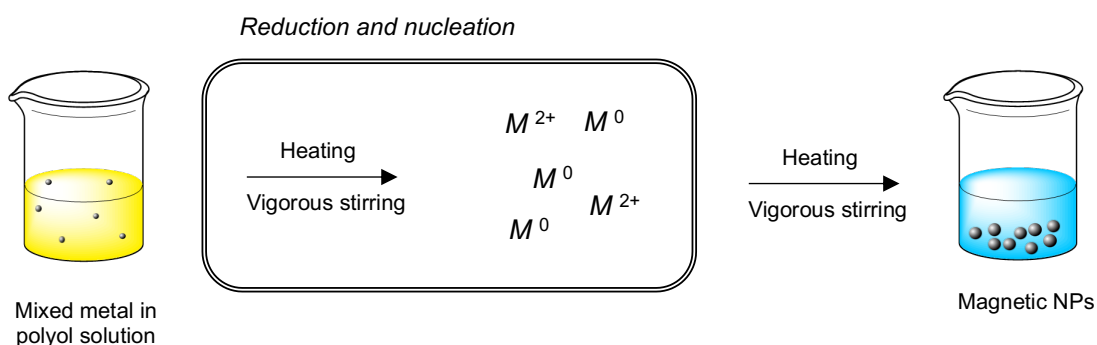 Reduction and nucleation
Heating
Vigorous stirring
M 2+ M 0
M 0
M 2+
M 0
Heating
Vigorous stirring
Mixed metal in
polyol solution
Magnetic NPs